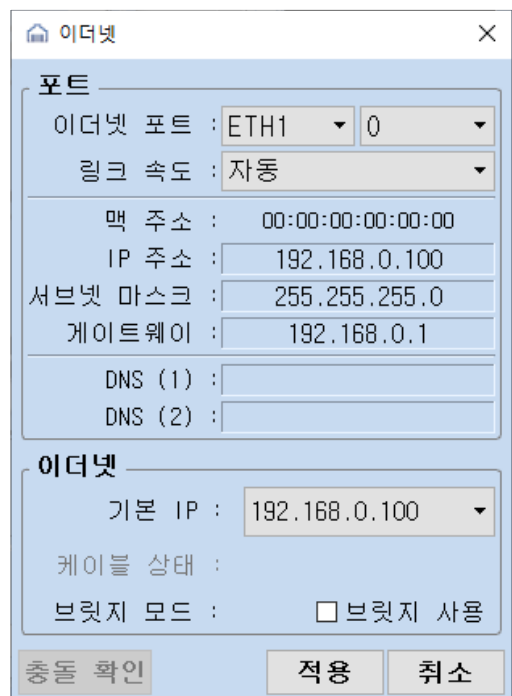 이더넷
포트
이더넷 포트 : ETH1 0
링크 속도 : 자동
맥 주소 : 00:00:00:00:00:00
IP 주소 : 192.168.0.100
서브넷 마스크 : 255.255.255.0
게이트웨이 : 192.168.0.1
DNS (1) :
DNS (2) :
이더넷
기본 IP : 192.168.0.100
케이블 상태 :
브릿지 모드 : 브릿지 사용
충돌 확인 적용 취소